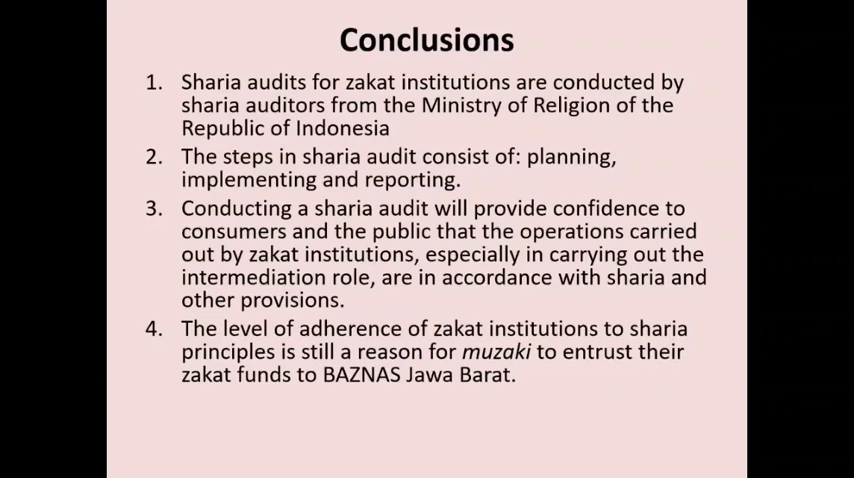 Conclusions
1. Sharia audits for zakat institutions are conducted by
sharia auditors from the Ministry of Religion of the
Republic of Indonesia
2. The steps in sharia audit consist of: planning,
implementing and reporting.
3. Conducting a sharia audit will provide confidence to
consumers and the public that the operations carried
out by zakat institutions, especially in carrying out the
intermediation role, are in accordance with sharia and
other provisions.
4. The level of adherence of zakat institutions to sharia
principles is still a reason for muzaki to entrust their
zakat funds to BAZNAS Jawa Barat.